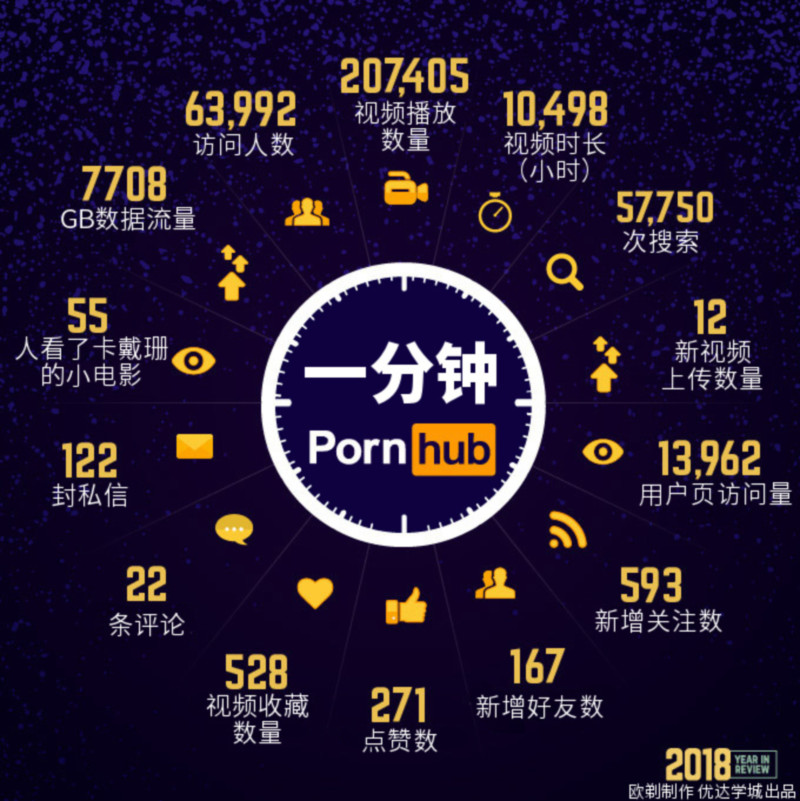 207,405
视频播放
数量
10,498
视频时长
（小时）
57,750
次搜索
12
新视频
上传数量
13,962
用户页访问量
593
新增关注数
167
新增好友数
271
点赞数
528
视频收藏
数量
22
条评论
122
封私信
55
人看了卡戴珊
的小电影
7708
GB数据流量
63,992
访问人数
一分钟
Porn hub
2018 YEAR IN
REVIEW
欧剃制作 优达学城出品